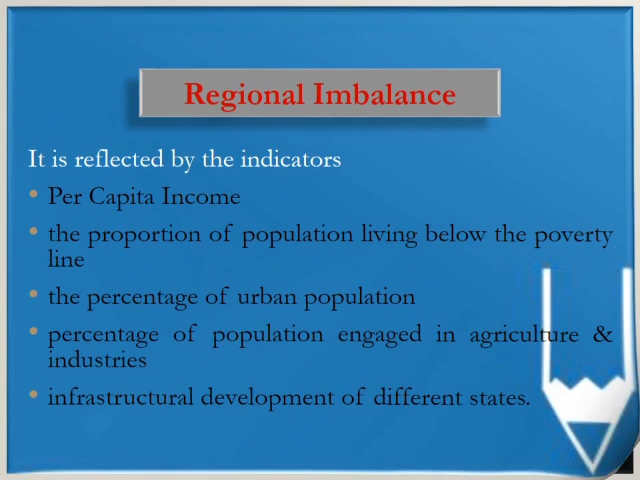 Regional Imbalance
It is reflected by the indicators
• Per Capita Income
• the proportion of population living below the poverty
line
• the percentage of urban population
• percentage of population engaged in agriculture &
industries
• infrastructural development of different states.